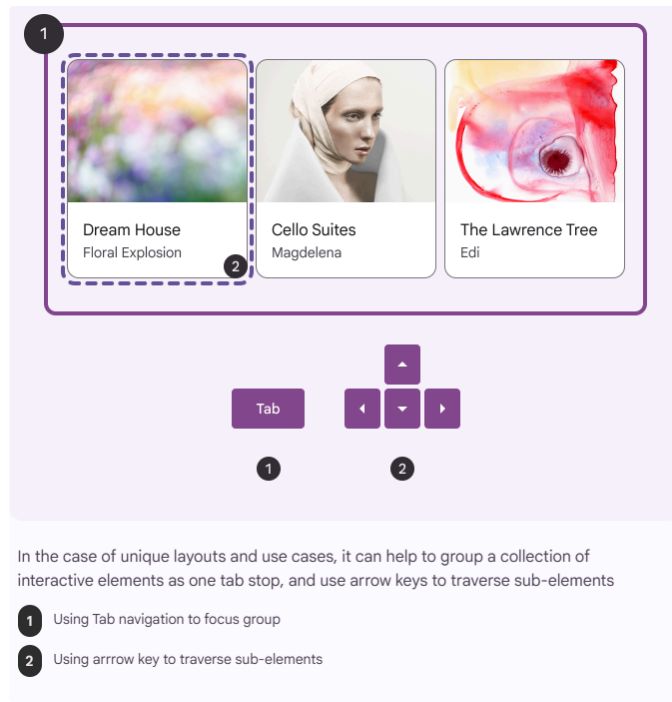 1
Dream House
Floral Explosion
2
Cello Suites
Magdelena
The Lawrence Tree
Edi
Tab
1
2
In the case of unique layouts and use cases, it can help to group a collection of
interactive elements as one tab stop, and use arrow keys to traverse sub-elements
1 Using Tab navigation to focus group
2 Using arrrow key to traverse sub-elements